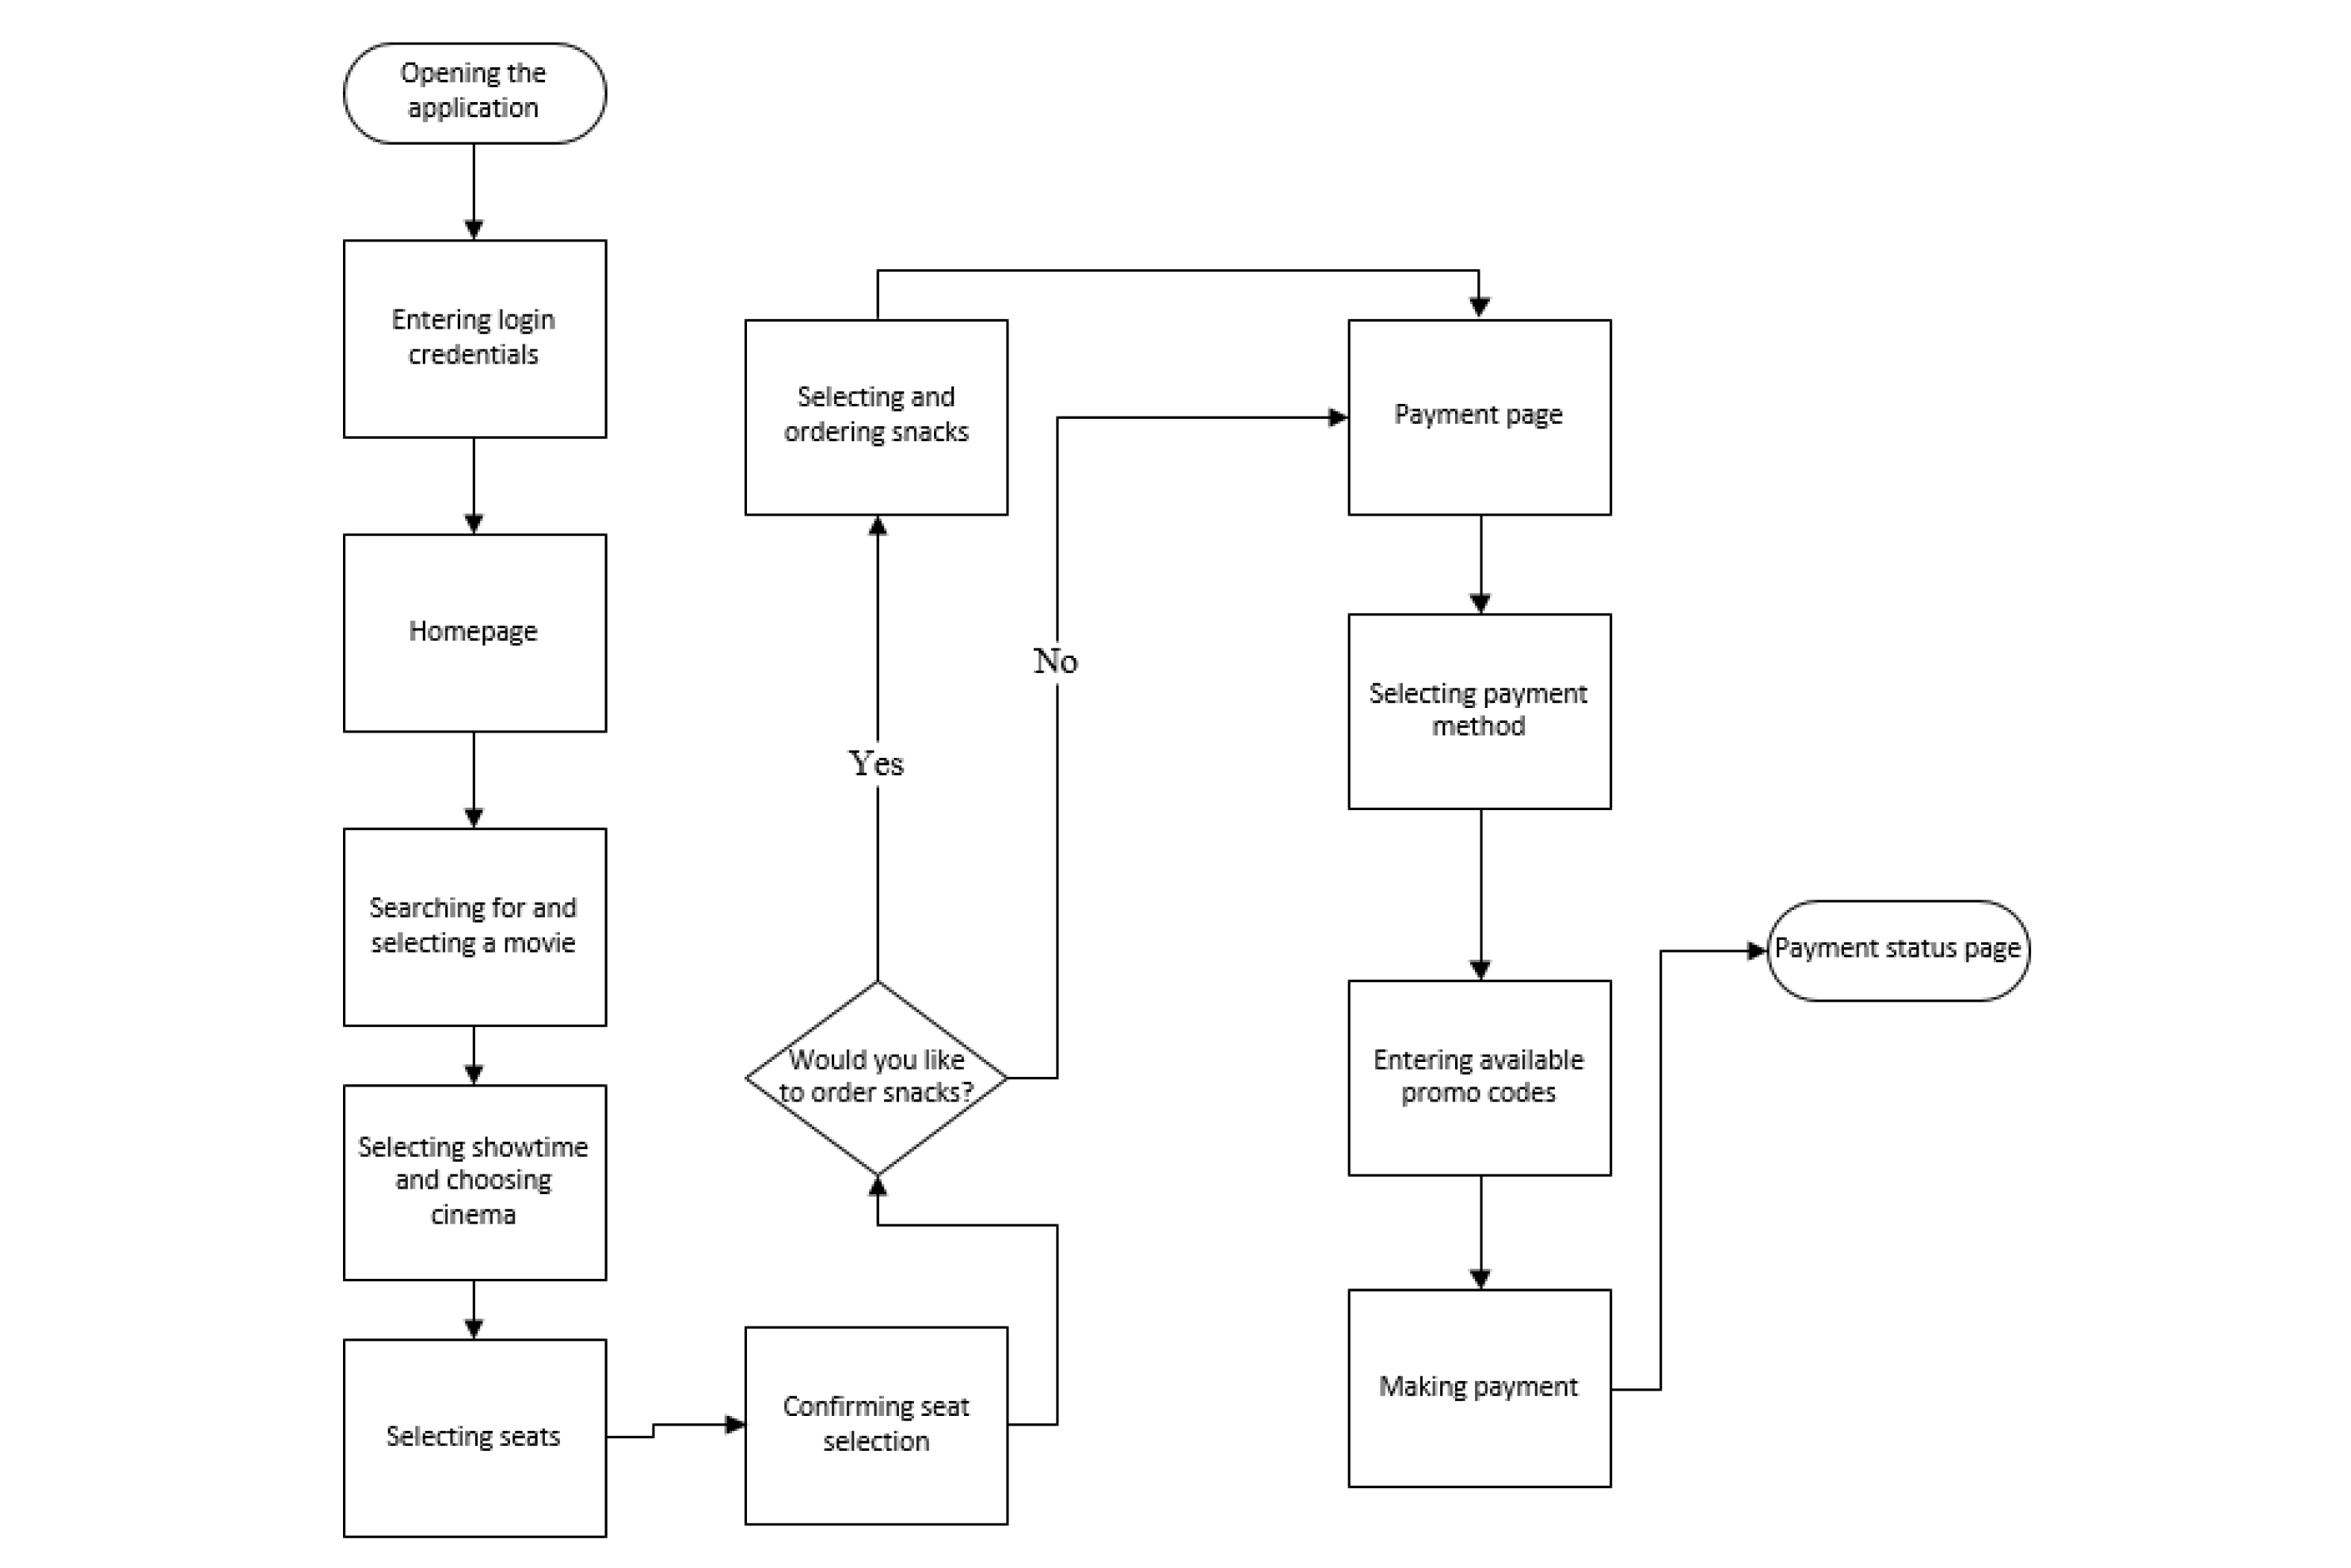 Opening the
application
Entering login
credentials
Homepage
Searching for and
selecting a movie
Selecting showtime
and choosing
cinema
Selecting seats
Confirming seat
selection
Would you like
to order snacks?
Yes
No
Selecting and
ordering snacks
Payment page
Selecting payment
method
Entering available
promo codes
Making payment
Payment status page